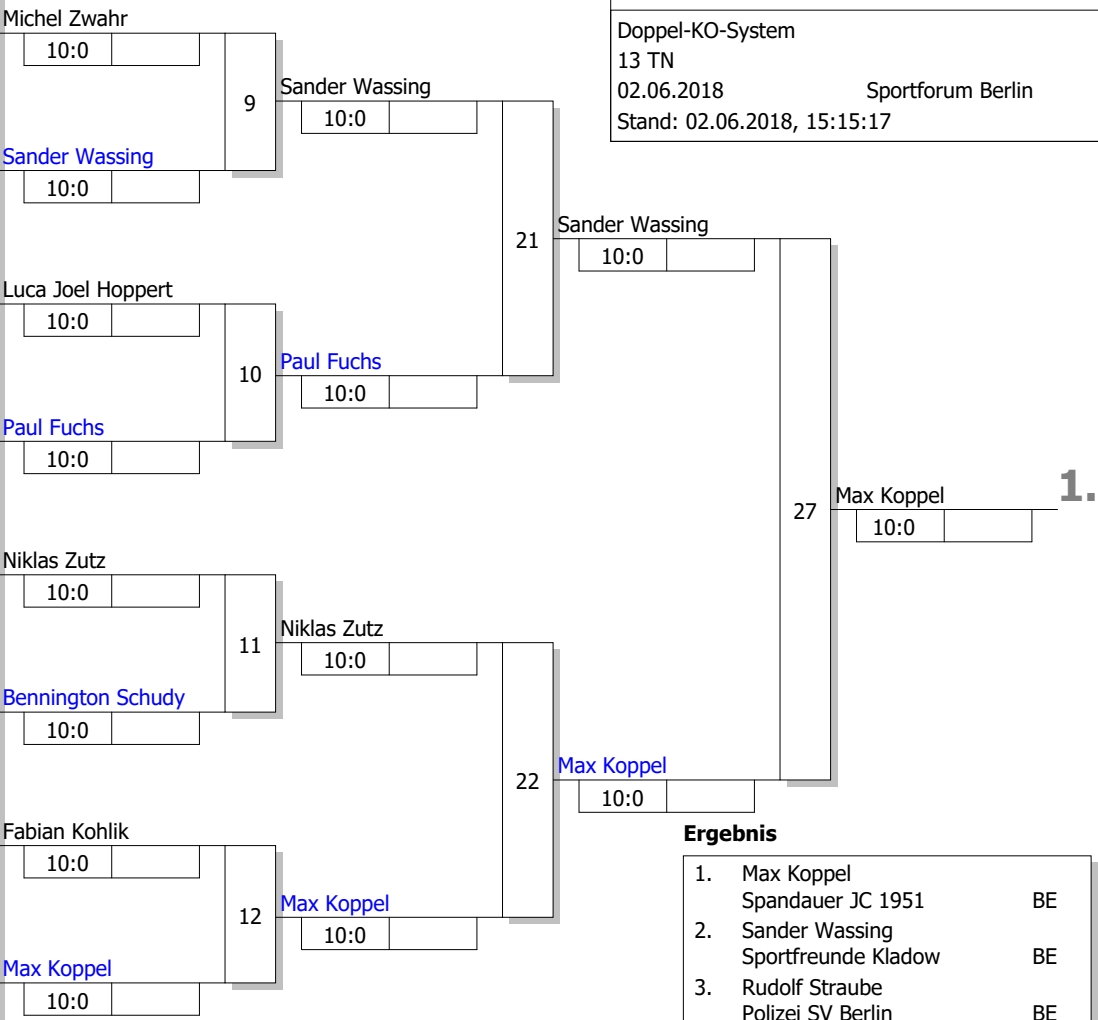 Michel Zwahr
10:0
9
Sander Wassing
10:0
Sander Wassing
10:0
Doppel-KO-System
13 TN
02.06.2018 Sportforum Berlin
Stand: 02.06.2018, 15:15:17
21
Sander Wassing
10:0
Luca Joel Hoppert
10:0
10
Paul Fuchs
10:0
Paul Fuchs
10:0
27
Max Koppel
10:0
1.
Niklas Zutz
10:0
11
Niklas Zutz
10:0
Bennington Schudy
10:0
22
Max Koppel
10:0
Fabian Kohlik
10:0
12
Max Koppel
10:0
Max Koppel
10:0
Ergebnis
1. Max Koppel
Spandauer JC 1951 BE
2. Sander Wassing
Sportfreunde Kladow BE
3. Rudolf Straube
Polizei SV Berlin BE